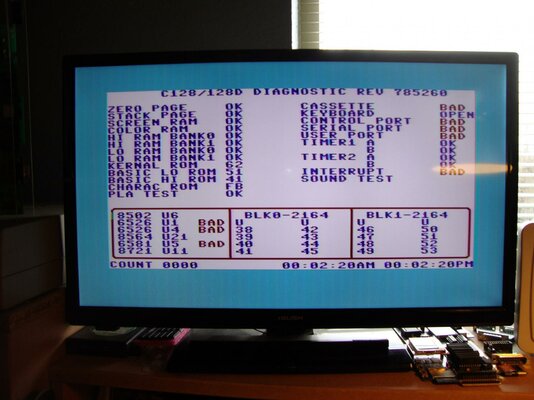 C128/128D DIAGNOSTIC REV 785260
ZERO PAGE OK CASSETTE BAD
STACK PAGE OK KEYBOARD OPEN
SCREEN RAM OK CONTROL PORT BAD
COLOR RAM OK SERIAL PORT BAD
HI RAM BANK0 OK USER PORT BAD
HI RAM BANK1 OK TIMER1 A OK
LO RAM BANK0 OK B OK
LO RAM BANK1 OK TIMER2 A OK
KERNAL ROM 62 B OK
BASIC LO ROM 51 INTERRUPT BAD
BASIC HI ROM 41 SOUND TEST
CHARAC ROM FB
PLA TEST OK
8502 U6 BLK0-2164 BLK1-2164
6526 U1 BAD U U U U
6526 U4 BAD 38 42 46 50
8564 U21 39 43 47 51
6581 U5 BAD 40 44 48 52
8721 U11 41 45 49 53
COUNT 0000 00:02:20AM 00:02:20PM